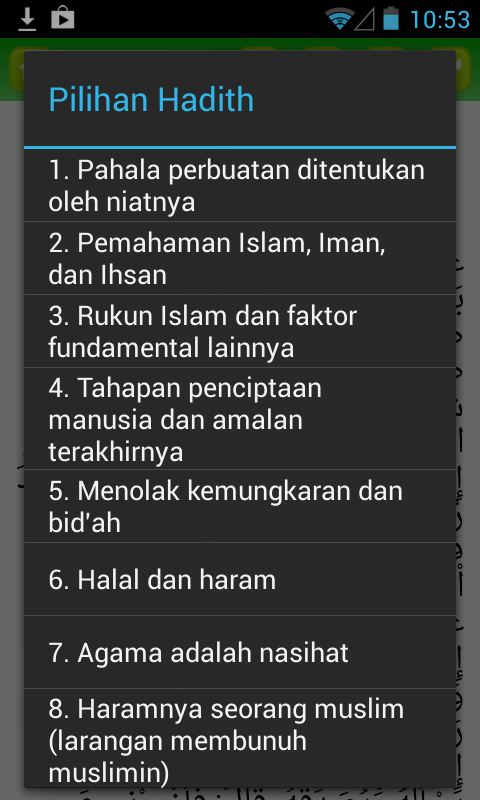 10:53
Pilihan Hadith
1. Pahala perbuatan ditentukan
oleh niatnya
2. Pemahaman Islam, Iman,
dan Ihsan
3. Rukun Islam dan faktor
fundamental lainnya
4. Tahapan penciptaan
manusia dan amalan
terakhirnya
5. Menolak kemungkaran dan
bid'ah
6. Halal dan haram
7. Agama adalah nasihat
8. Haramnya seorang muslim
(larangan membunuh
muslimin)